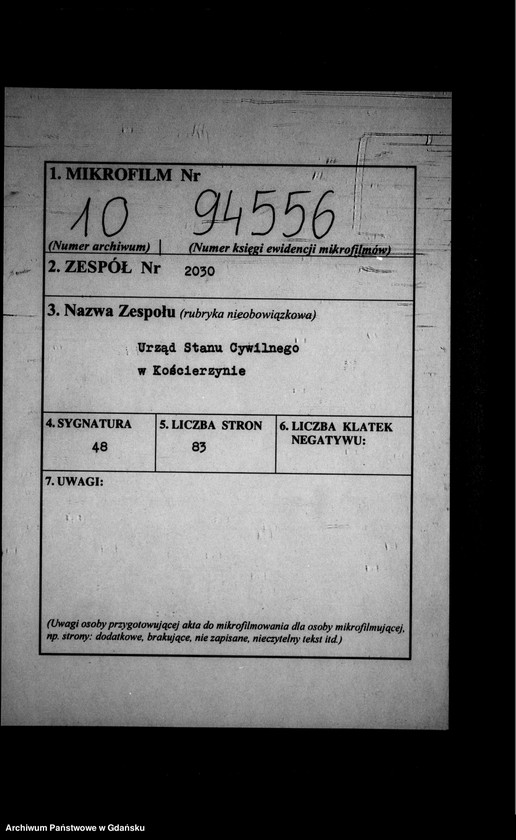 1. MIKROFILM Nr
10 94556
(Numer archiwum) (Numer księgi ewidencji mikrofilmów)
2. ZESPÓŁ Nr 2030
3. Nazwa Zespołu (rubryka nieobowiązkowa)
Urząd Stanu Cywilnego
w Kościerzynie
4. SYGNATURA 5. LICZBA STRON 6. LICZBA KLATEK
NEGATYWU:
48 83
7. UWAGI:
(Uwagi osoby przygotowującej akta do mikrofilmowania dla osoby mikrofilmującej,
np. strony: dodatkowe, brakujące, nie zapisane, nieczytelny tekst itd.)
Archiwum Państwowe w Gdańsku